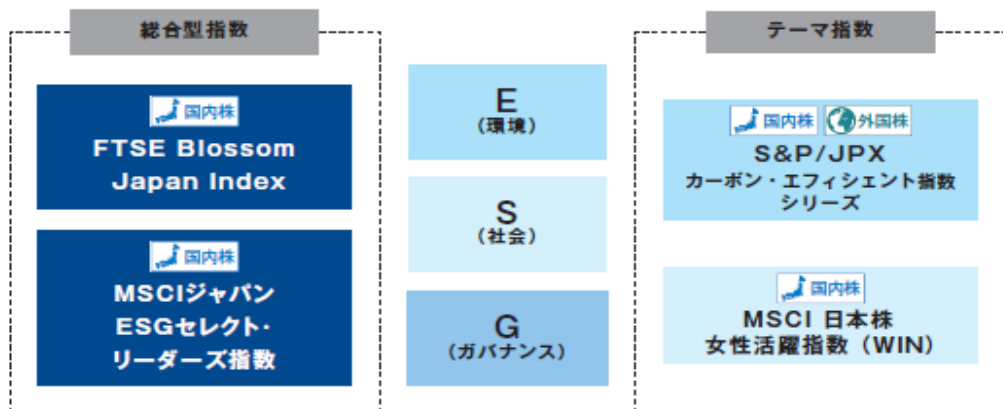 総合型指数
国内株
FTSE Blossom
Japan Index
国内株
MSCIジャパン
ESGセレクト・
リーダーズ指数
E
（環境）
S
（社会）
G
（ガバナンス）
テーマ指数
国内株 外国株
S&P/JPX
カーボン・エフィシェント指数
シリーズ
国内株
MSCI 日本株
女性活躍指数（WIN）